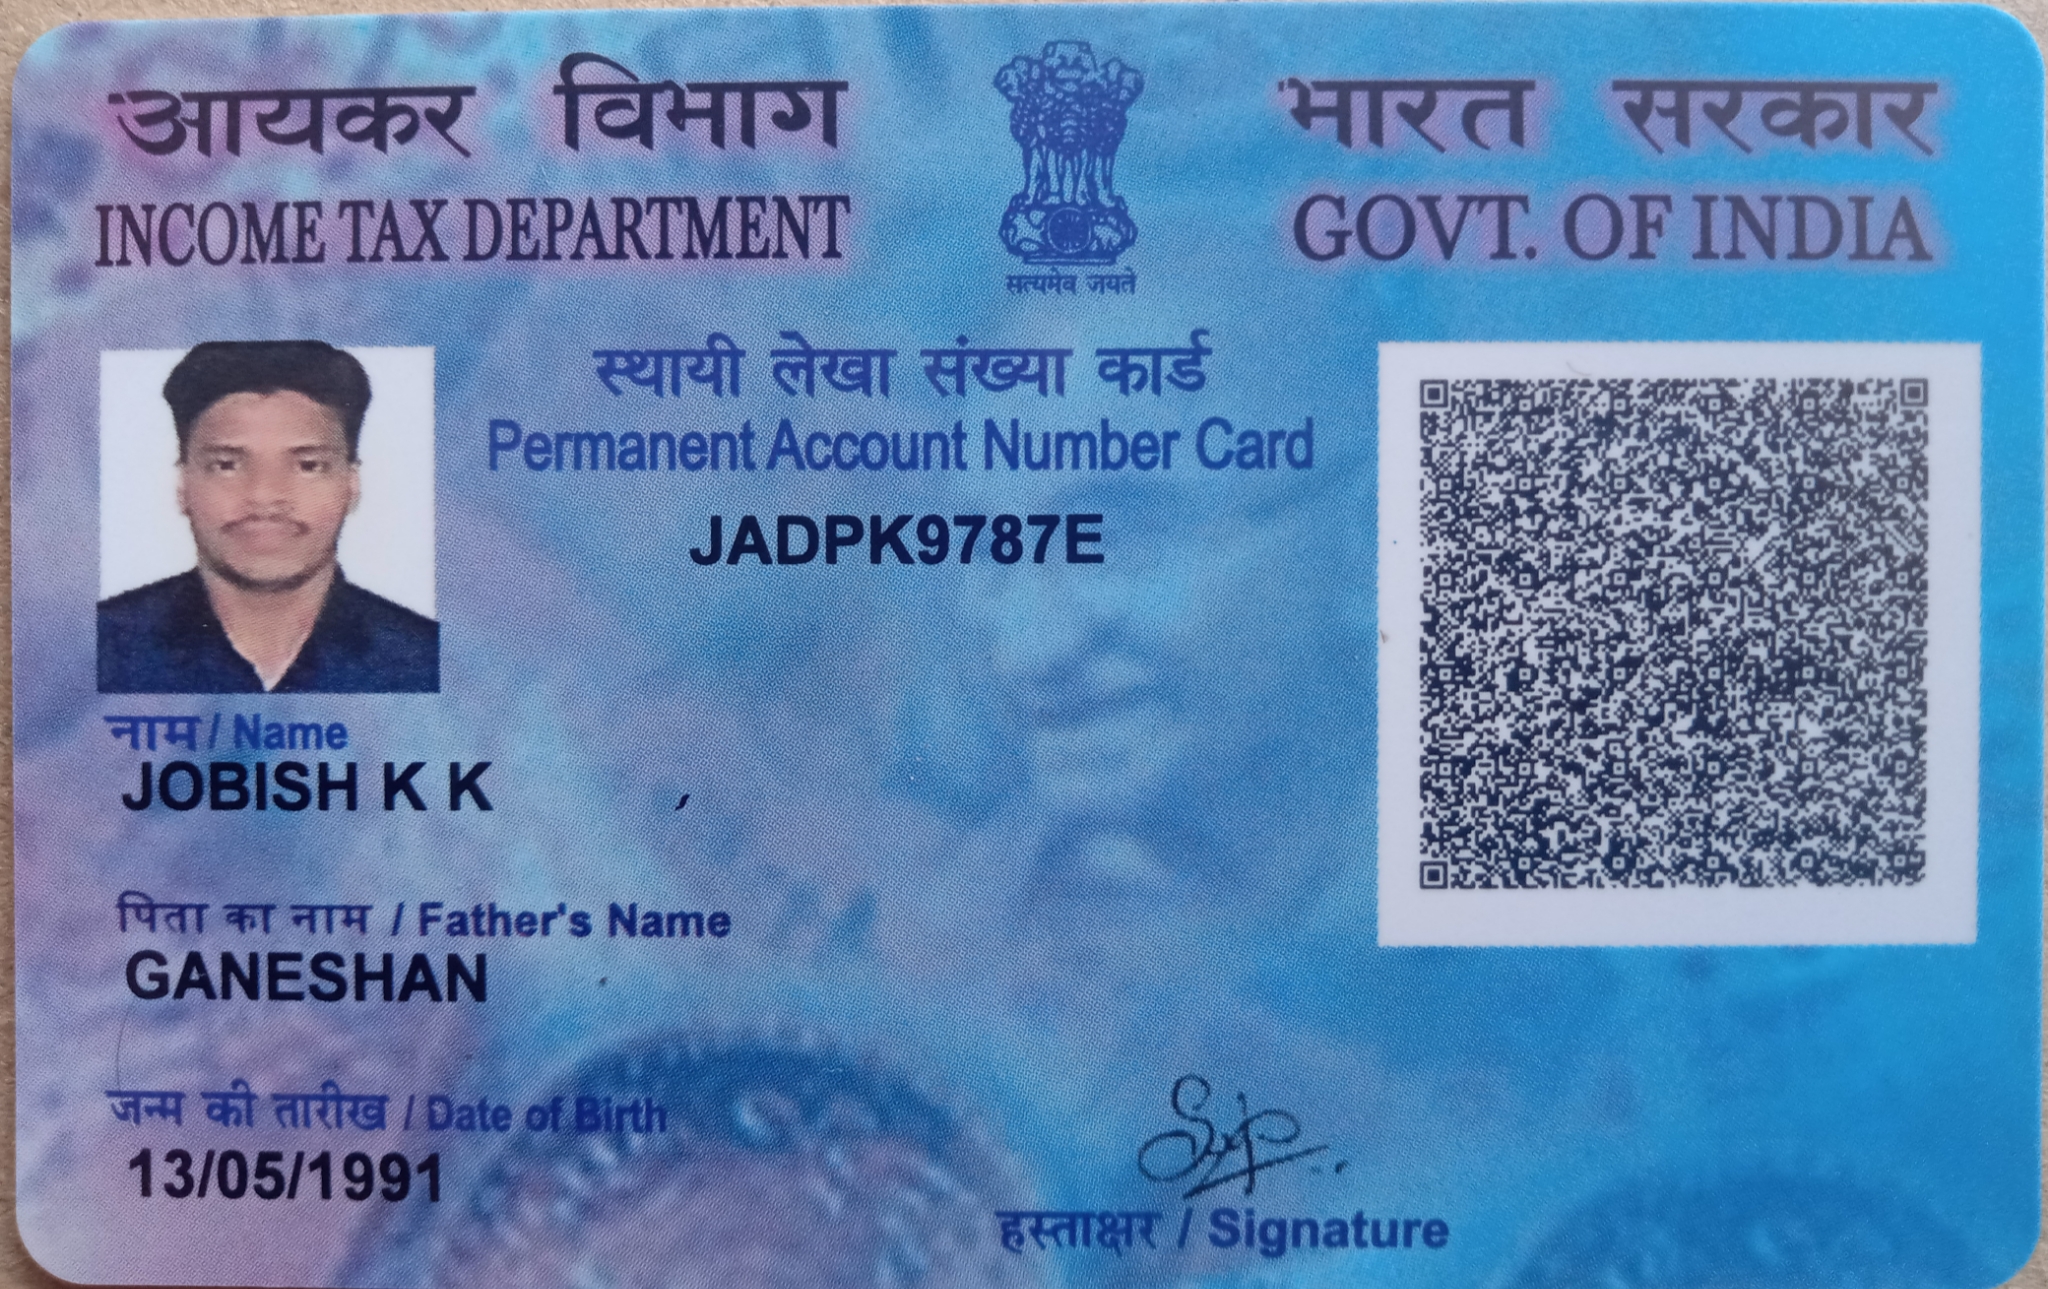 आयकर विभाग
INCOME TAX DEPARTMENT
सत्यमेव जयते
भारत सरकार
GOVT. OF INDIA
स्थायी लेखा संख्या कार्ड
Permanent Account Number Card
JADPK9787E
नाम / Name
JOBISH K K
पिता का नाम / Father's Name
GANESHAN
जन्म की तारीख / Date of Birth
13/05/1991
हस्ताक्षर / Signature